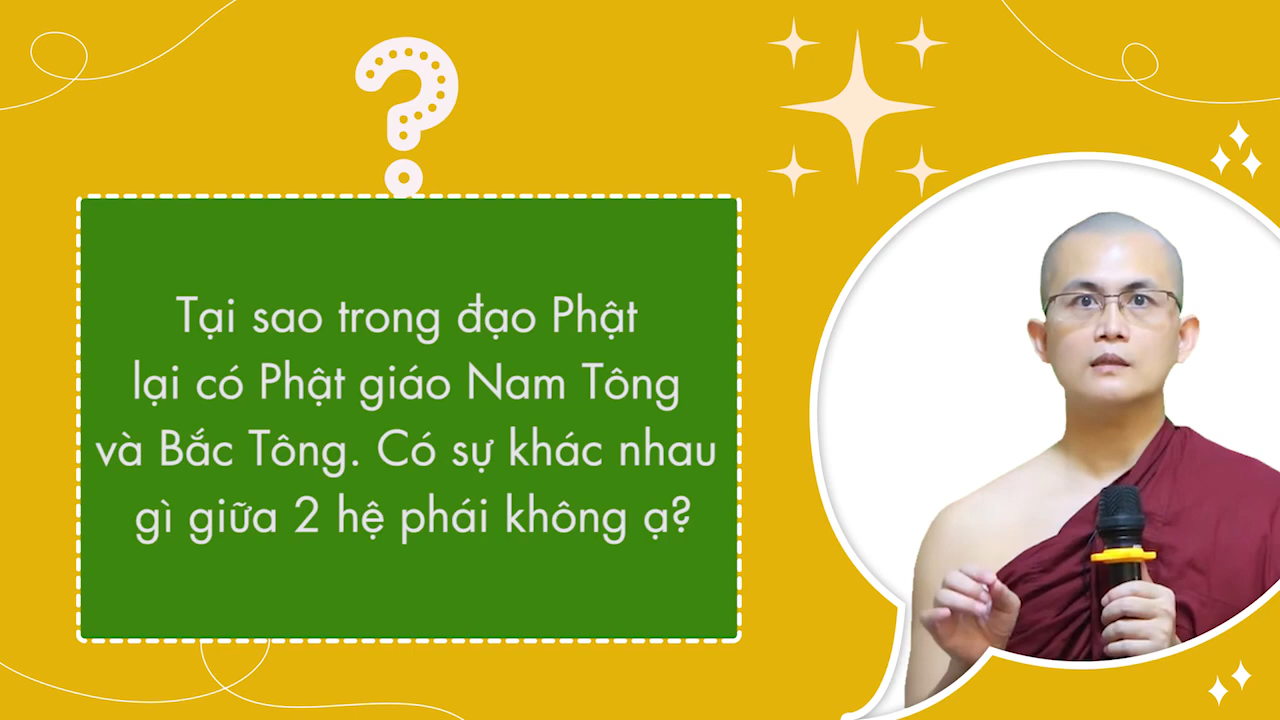 Tại sao trong đạo Phật
lại có Phật giáo Nam Tông
và Bắc Tông. Có sự khác nhau
gì giữa 2 hệ phái không ạ?